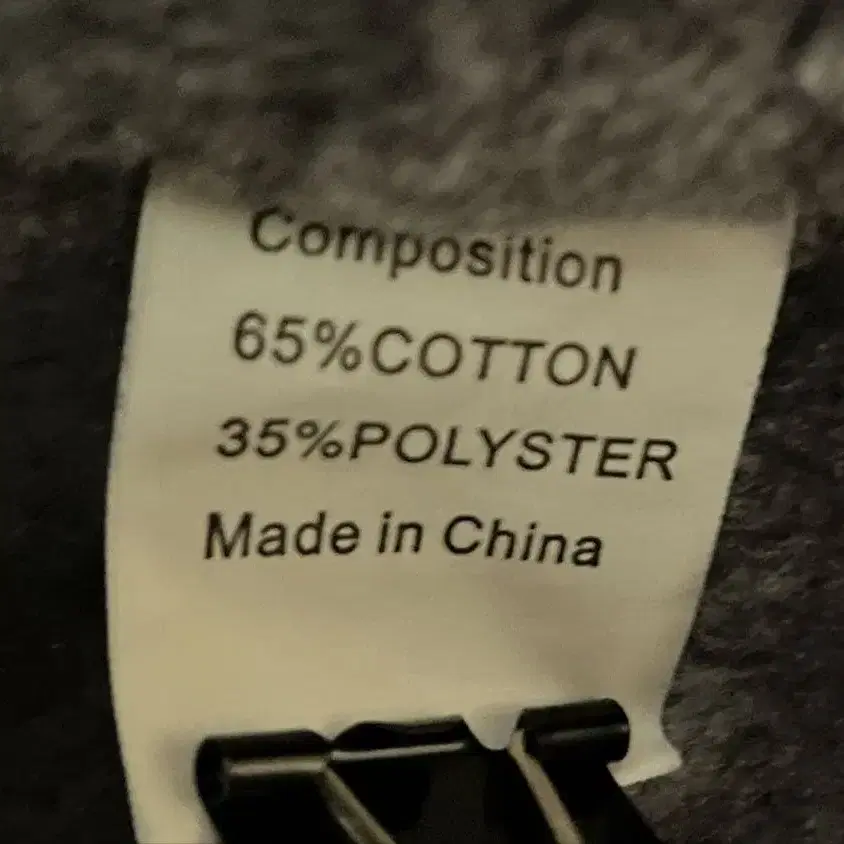 Composition
65%COTTON
35%POLYSTER
Made in China